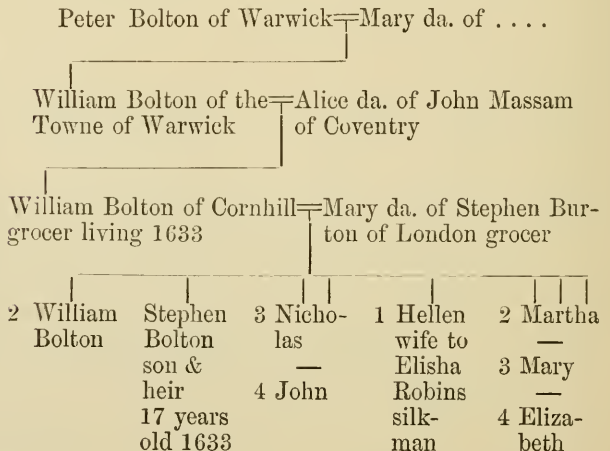 Peter Bolton of Warwick=Mary da. of . . . .
William Bolton of the=Alice da. of John Massam
Towne of Warwick of Coventry
William Bolton of Cornhill=Mary da. of Stephen Bur-
grocer living 1633 ton of London grocer
2 William
Bolton
Stephen
Bolton
son &
heir
17 years
old 1633
3 Nicho-
las
—
4 John
1 Hellen
wife to
Elisha
Robins
silk-
man
2 Martha
—
3 Mary
—
4 Eliza-
beth